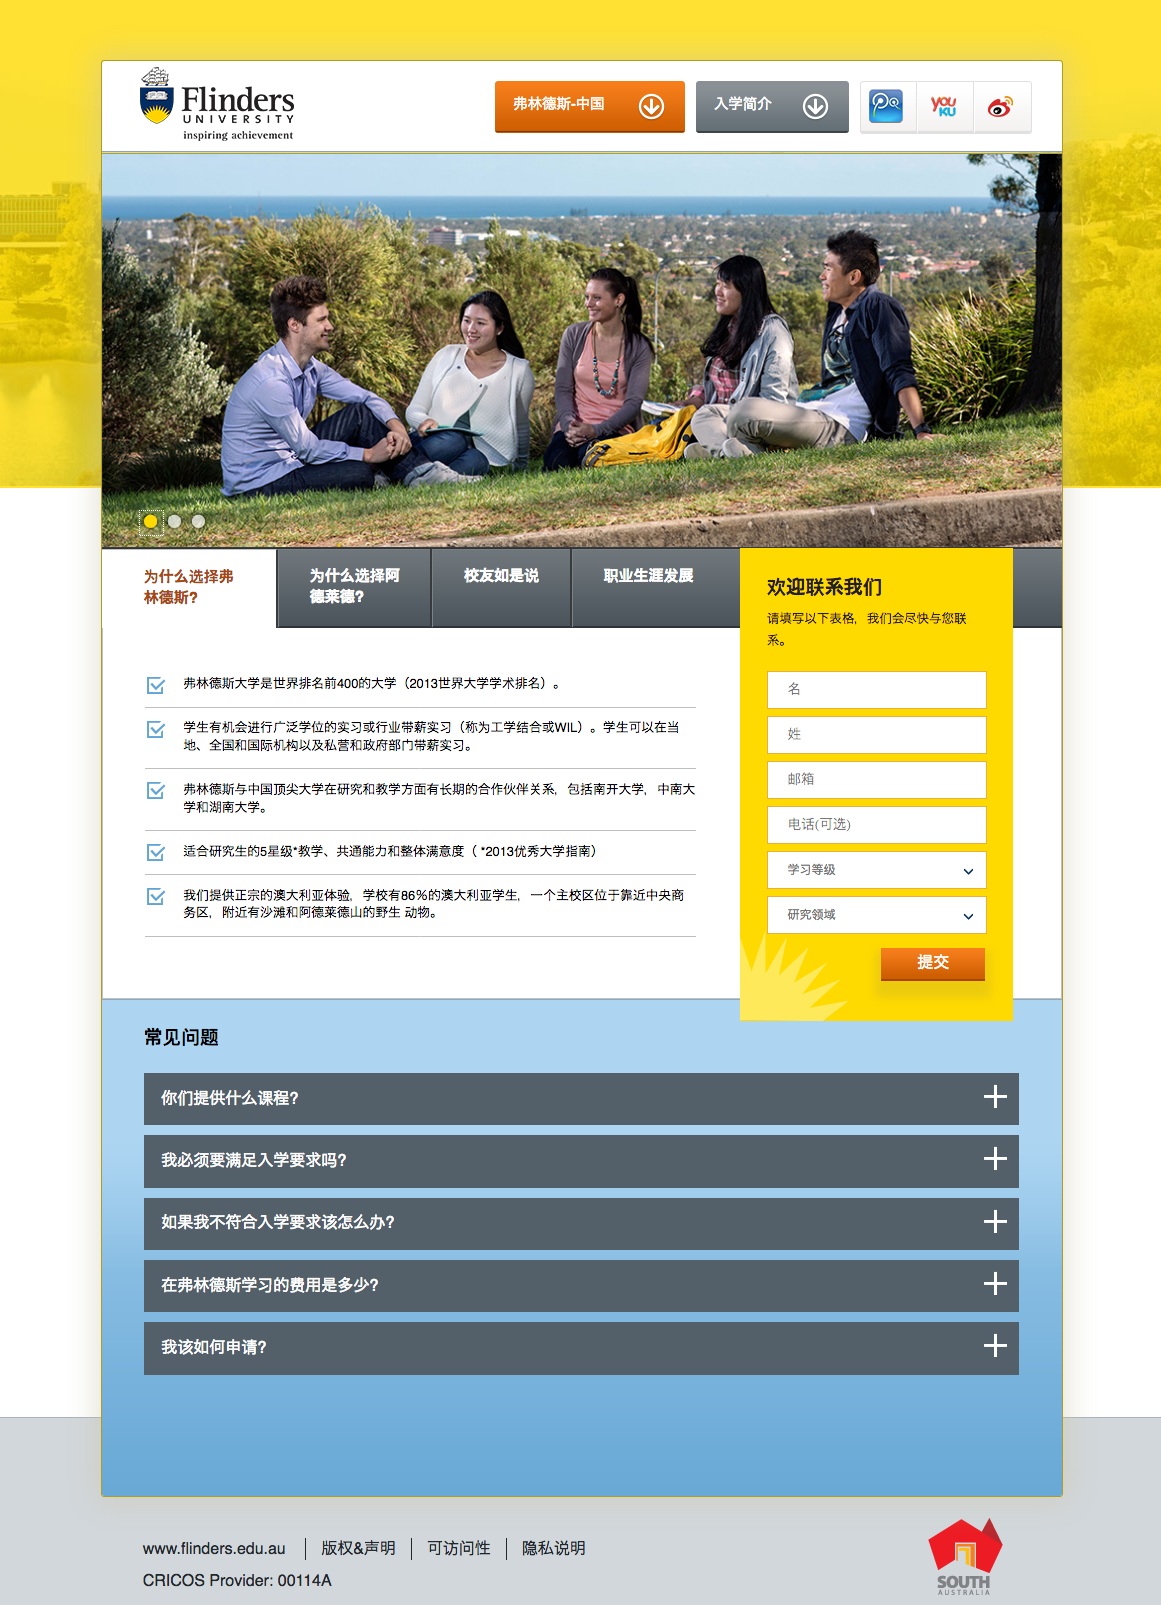 Flinders
UNIVERSITY
inspiring achievement
弗林德斯-中国
入学简介
YOU
KU
为什么选择弗
林德斯?
为什么选择阿
德莱德?
校友如是说
职业生涯发展
欢迎联系我们
请填写以下表格，我们会尽快与您联
系。
名
姓
邮箱
电话(可选)
学习等级
研究领域
提交
弗林德斯大学是世界排名前400的大学（2013世界大学学术排名）。
学生有机会进行广泛学位的实习或行业带薪实习（称为工学结合或WIL）。学生可以在当
地、全国和国际机构以及私营和政府部门带薪实习。
弗林德斯与中国顶尖大学在研究和教学方面有长期的合作伙伴关系，包括南开大学，中南大
学和湖南大学。
适合研究生的5星级*教学、共通能力和整体满意度（ *2013优秀大学指南）
我们提供正宗的澳大利亚体验，学校有86%的澳大利亚学生，一个主校区位于靠近中央商
务区，附近有沙滩和阿德莱德山的野生 动物。
常见问题
你们提供什么课程?
我必须要满足入学要求吗?
如果我不符合入学要求该怎么办?
在弗林德斯学习的费用是多少?
我该如何申请?
www.flinders.edu.au
版权&声明
可访问性
隐私说明
CRICOS Provider: 00114A
SOUTH
AUSTRALIA